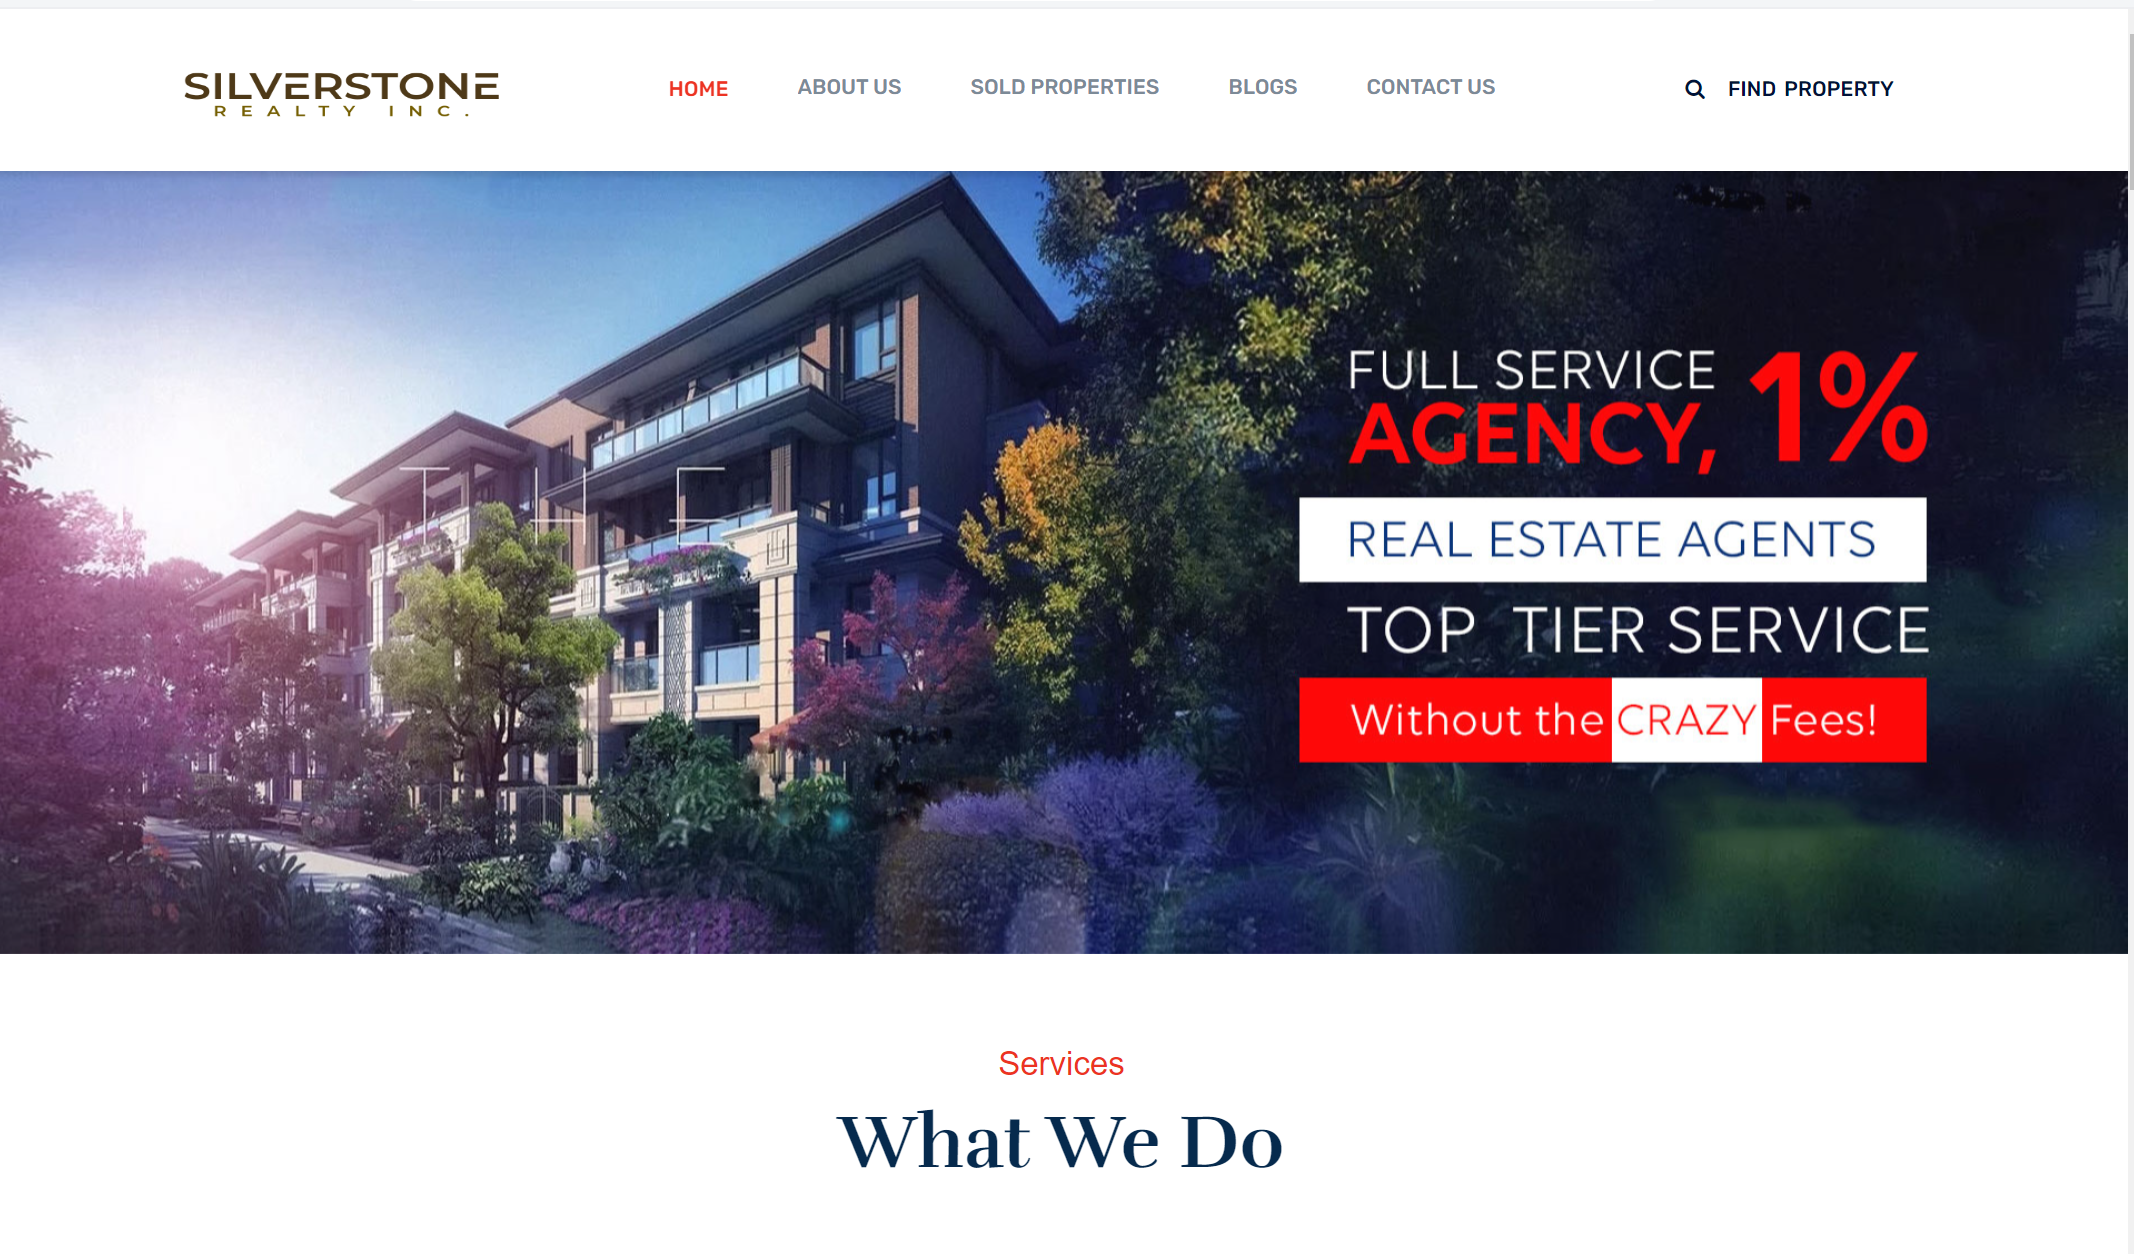 SILVERSTONE
REALTY INC.
HOME
ABOUT US
SOLD PROPERTIES
BLOGS
CONTACT US
FIND PROPERTY
THE
FULL SERVICE
AGENCY, 1%
REAL ESTATE AGENTS
TOP TIER SERVICE
Without the CRAZY Fees!
Services
What We Do